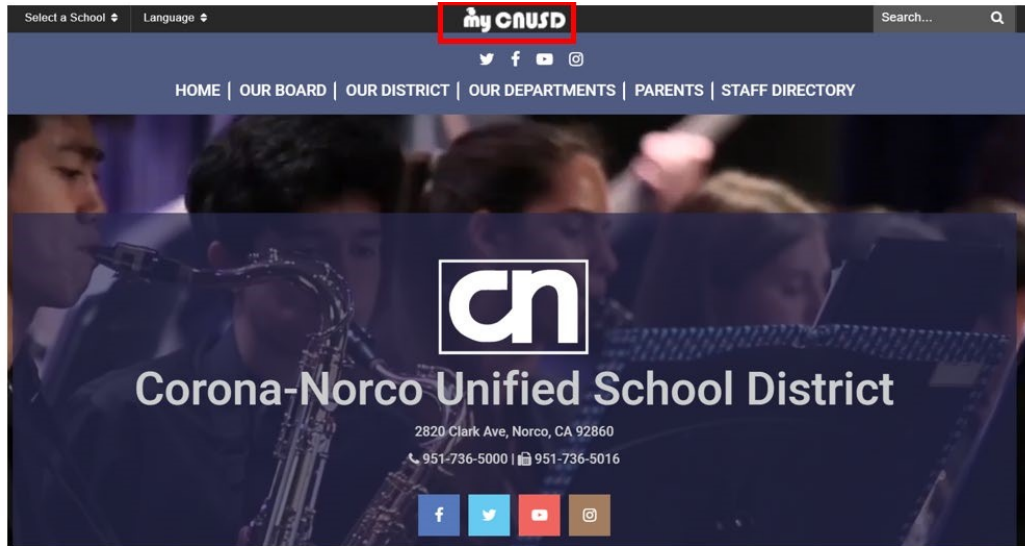 Select a School Language my CNUSD Search...
HOME | OUR BOARD | OUR DISTRICT | OUR DEPARTMENTS | PARENTS | STAFF DIRECTORY
cn
Corona-Norco Unified School District
2820 Clark Ave, Norco, CA 92860
951-736-5000 | 951-736-5016